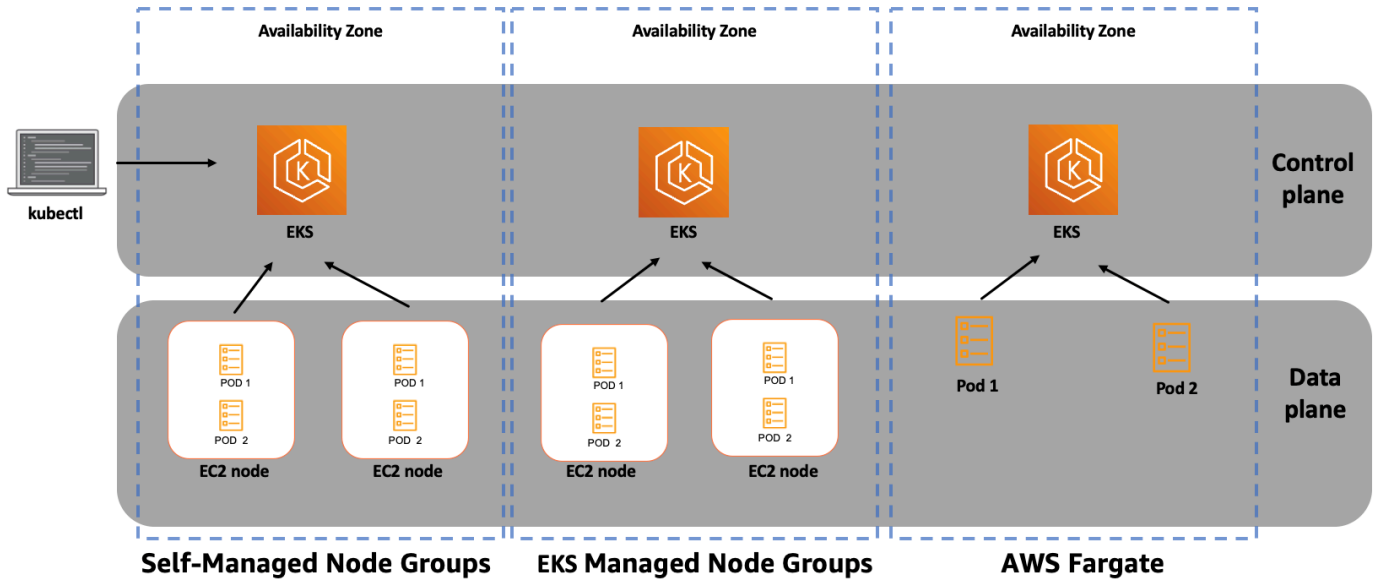 Availability Zone
Availability Zone
Availability Zone
K
K
K
Control
plane
kubectl
EKS
EKS
EKS
POD 1
POD 2
EC2 node
POD 1
POD 2
EC2 node
POD 1
POD 2
EC2 node
POD 1
POD 2
EC2 node
Pod 1
Pod 2
Data
plane
Self-Managed Node Groups
EKS Managed Node Groups
AWS Fargate